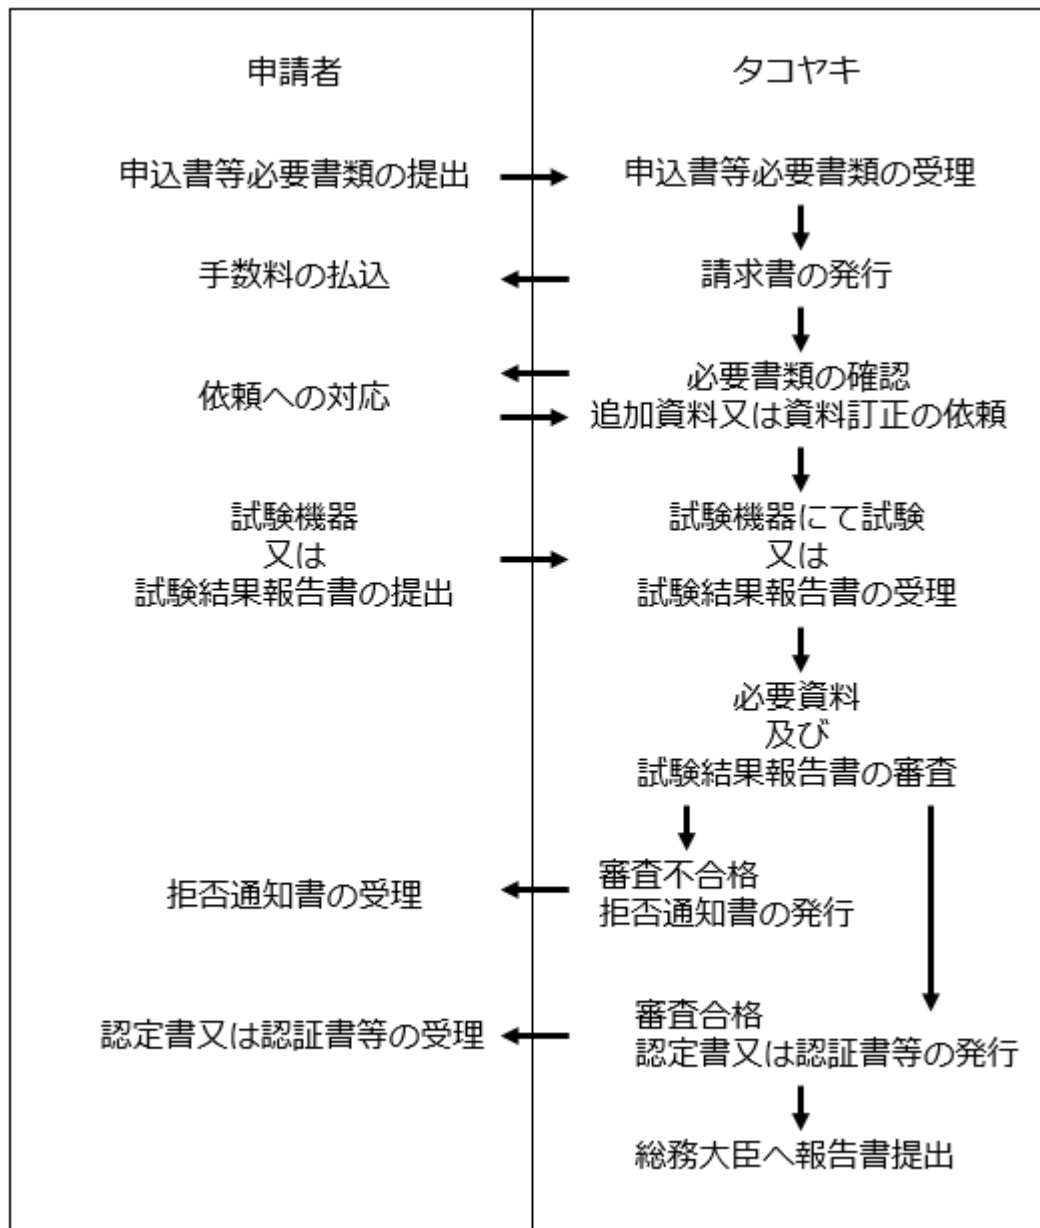 申請者
タコヤキ
申込書等必要書類の提出
申込書等必要書類の受理
手数料の払込
請求書の発行
依頼への対応
必要書類の確認
追加資料又は資料訂正の依頼
試験機器
又は
試験結果報告書の提出
試験機器にて試験
又は
試験結果報告書の受理
必要資料
及び
試験結果報告書の審査
拒否通知書の受理
審査不合格
拒否通知書の発行
認定書又は認証書等の受理
審査合格
認定書又は認証書等の発行
総務大臣へ報告書提出